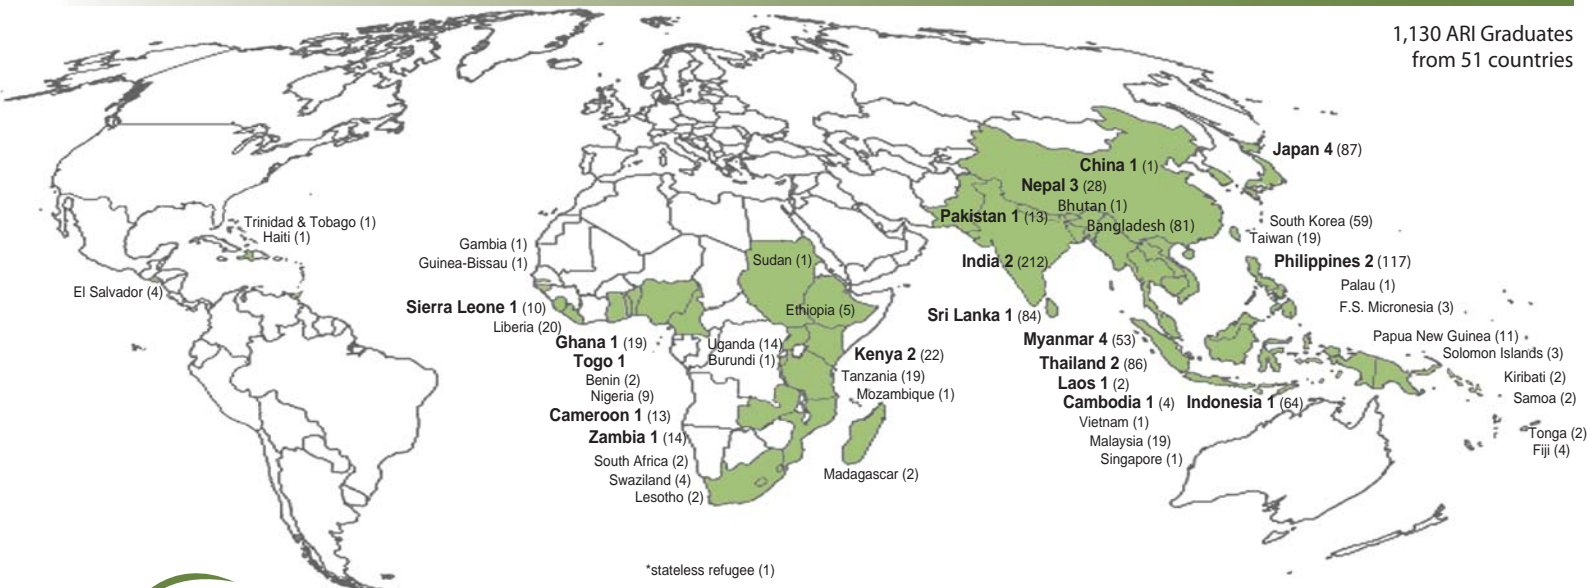 1,130 ARI Graduates
from 51 countries
Japan 4 (87)
China 1 (1)
Nepal 3 (28)
Bhutan (1)
Pakistan 1 (13)
Bangladesh (81)
South Korea (59)
Taiwan (19)
India 2 (212)
Philippines 2 (117)
Palau (1)
F.S. Micronesia (3)
Sri Lanka 1 (84)
Myanmar 4 (53)
Papua New Guinea (11)
Thailand 2 (86)
Solomon Islands (3)
Laos 1 (2)
Kiribati (2)
Cambodia 1 (4)
Indonesia 1 (64)
Samoa (2)
Vietnam (1)
Malaysia (19)
Singapore (1)
Tonga (2)
Fiji (4)
Trinidad & Tobago (1)
Haiti (1)
El Salvador (4)
Gambia (1)
Guinea-Bissau (1)
Sudan (1)
Sierra Leone 1 (10)
Ethiopia (5)
Liberia (20)
Ghana 1 (19)
Uganda (14)
Togo 1
Burundi (1)
Kenya 2 (22)
Benin (2)
Tanzania (19)
Nigeria (9)
Mozambique (1)
Cameroon 1 (13)
Zambia 1 (14)
South Africa (2)
Swaziland (4)
Madagascar (2)
Lesotho (2)
*stateless refugee (1)